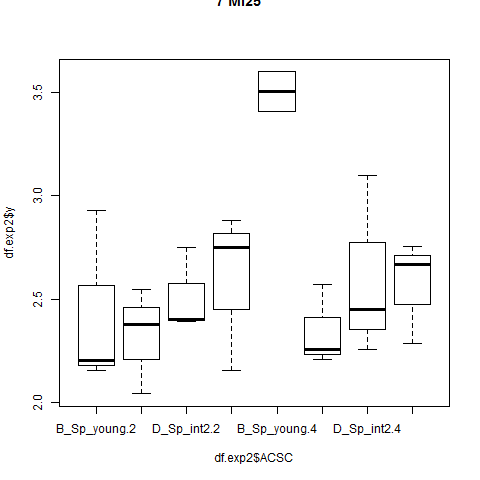 7 MI25
df.exp2$y
3.5
3.0
2.5
2.0
B_Sp_young.2 D_Sp_int2.2 B_Sp_young.4 D_Sp_int2.4
df.exp2$ACSC